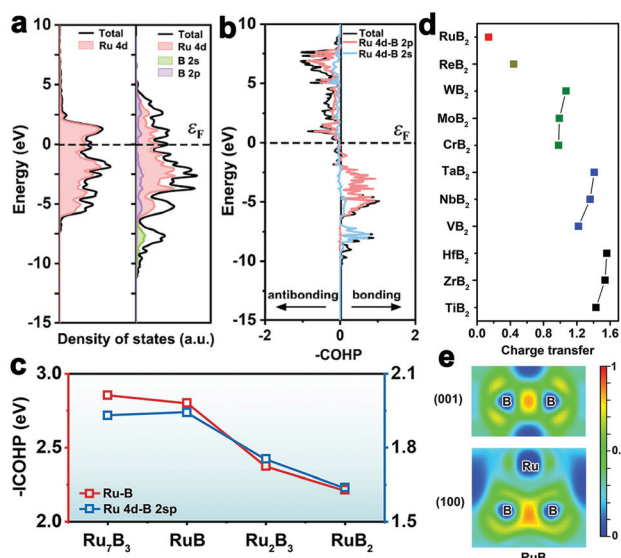 a
Total
Ru 4d
Total
Ru 4d
B 2s
B 2p
εF
Energy (eV)
10
5
0
-5
-10
-15
Density of states (a.u.)
b
Total
Ru 4d-B 2p
Ru 4d-B 2s
εF
Energy (eV)
10
5
0
-5
-10
-15
antibonding
bonding
-2
0
2
-COHP
c
-ICOHP (eV)
3.0
2.5
2.0
2.1
1.8
1.5
Ru-B
Ru 4d-B 2sp
Ru7B3
RuB
Ru2B3
RuB2
d
RuB2
ReB2
WB2
MoB2
CrB2
TaB2
NbB2
VB2
HfB2
ZrB2
TiB2
0.0
0.4
0.8
1.2
1.6
Charge transfer
e
(001)
B
B
(100)
Ru
B
B
1
0.
0